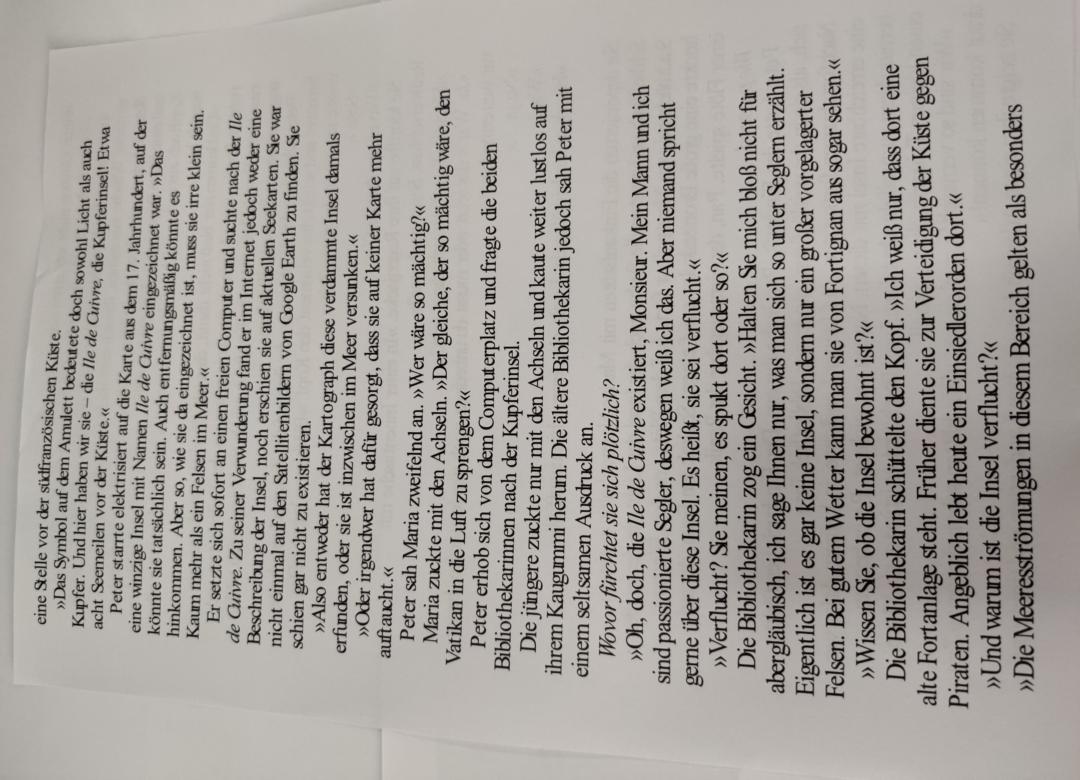 eine Stelle vor der südfranzösischen Küste.
»Das Symbol auf dem Amulett bedeutete doch sowohl Licht als auch
Kupfer. Und hier haben wir sie – die Ile de Cuivre, die Kupferinsel! Etwa
acht Seemeilen vor der Küste.«
Peter starrte elektrisiert auf die Karte aus dem 17. Jahrhundert, auf der
eine winzige Insel mit Namen Ile de Cuivre eingezeichnet war. »Das
könnte sie tatsächlich sein. Auch entfernungsmäßig könnte es
hinkommen. Aber so, wie sie da eingezeichnet ist, muss sie irre klein sein.
Kaum mehr als ein Felsen im Meer.«
Er setzte sich sofort an einen freien Computer und suchte nach der Ile
de Cuivre. Zu seiner Verwunderung fand er im Internet jedoch weder eine
Beschreibung der Insel, noch erschien sie auf aktuellen Seekarten. Sie war
nicht einmal auf den Satellitenbildern von Google Earth zu finden. Sie
schien gar nicht zu existieren.
»Also entweder hat der Kartograph diese verdammte Insel damals
erfunden, oder sie ist inzwischen im Meer versunken.«
»Oder irgendwer hat dafür gesorgt, dass sie auf keiner Karte mehr
auftaucht.«
Peter sah Maria zweifelnd an. »Wer wäre so mächtig?«
Maria zuckte mit den Achseln. »Der gleiche, der so mächtig wäre, den
Vatikan in die Luft zu sprengen?«
Peter erhob sich von dem Computerplatz und fragte die beiden
Bibliothekarinnen nach der Kupferinsel.
Die jüngere zuckte nur mit den Achseln und kaute weiter lustlos auf
ihrem Kaugummi herum. Die ältere Bibliothekarin jedoch sah Peter mit
einem seltsamen Ausdruck an.
Wovor fürchtet sie sich plötzlich?
»Oh, doch, die Ile de Cuivre existiert, Monsieur. Mein Mann und ich
sind passionierte Segler, deswegen weiß ich das. Aber niemand spricht
gerne über diese Insel. Es heißt, sie sei verflucht.«
»Verflucht? Sie meinen, es spukt dort oder so?«
Die Bibliothekarin zog ein Gesicht. »Halten Sie mich bloß nicht für
abergläubisch, ich sage Ihnen nur, was man sich so unter Seglern erzählt.
Eigentlich ist es gar keine Insel, sondern nur ein großer vorgelagerter
Felsen. Bei gutem Wetter kann man sie von Fortignan aus sogar sehen.«
»Wissen Sie, ob die Insel bewohnt ist?«
Die Bibliothekarin schüttelte den Kopf. »Ich weiß nur, dass dort eine
alte Fortanlage steht. Früher diente sie zur Verteidigung der Küste gegen
Piraten. Angeblich lebt heute ein Einsiedlerorden dort.«
»Und warum ist die Insel verflucht?«
»Die Meeresströmungen in diesem Bereich gelten als besonders